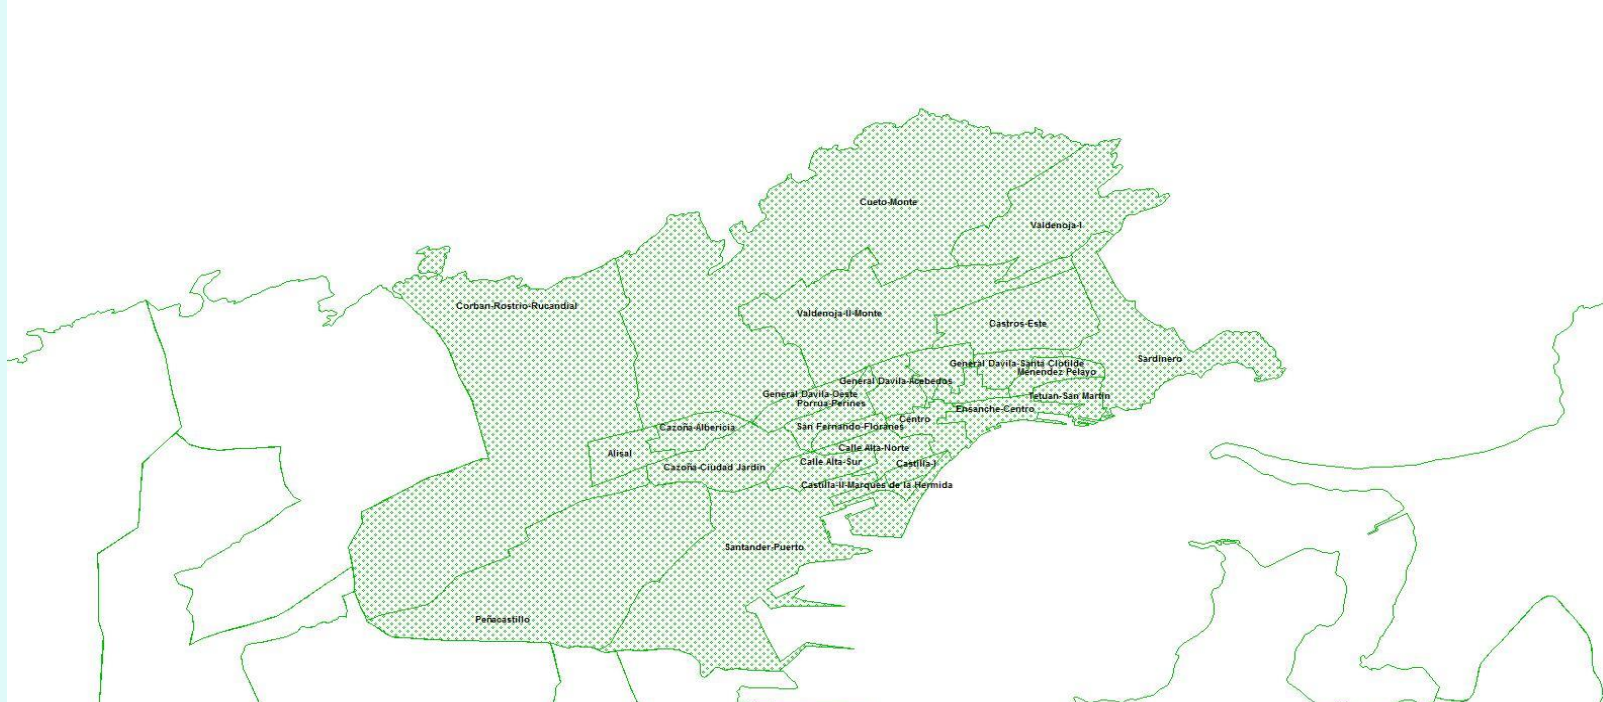 Cueto-Monte
Valdenoja-I
Corban-Rostrio-Rucandial
Valdenoja-II-Monte
Castros-Este
Sardinero
General Davila-Santa Clotilde
Menendez Pelayo
General Davila-Acebedos
General Davila-Oeste
Tetuan-San Martin
Porrua-Perines
Ensanche-Centro
Centro
Cazoña-Albericia
San Fernando-Floranes
Calle Alta-Norte
Alisal
Calle Alta-Sur
Castilla-I
Cazoña-Ciudad Jardin
Castilla-II-Marques de la Hermida
Santander-Puerto
Peñacastillo